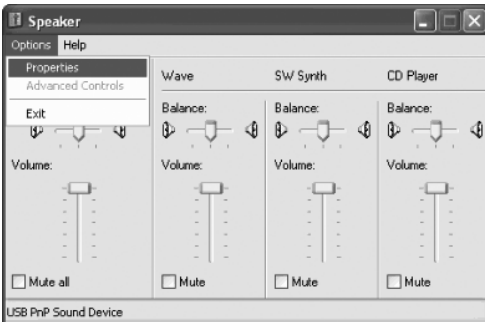 Speaker
Options Help
Properties
Advanced Controls
Exit
Wave SW Synth CD Player
Balance: Balance: Balance:
Volume: Volume: Volume: Volume:
Mute all Mute Mute Mute
USB PnP Sound Device